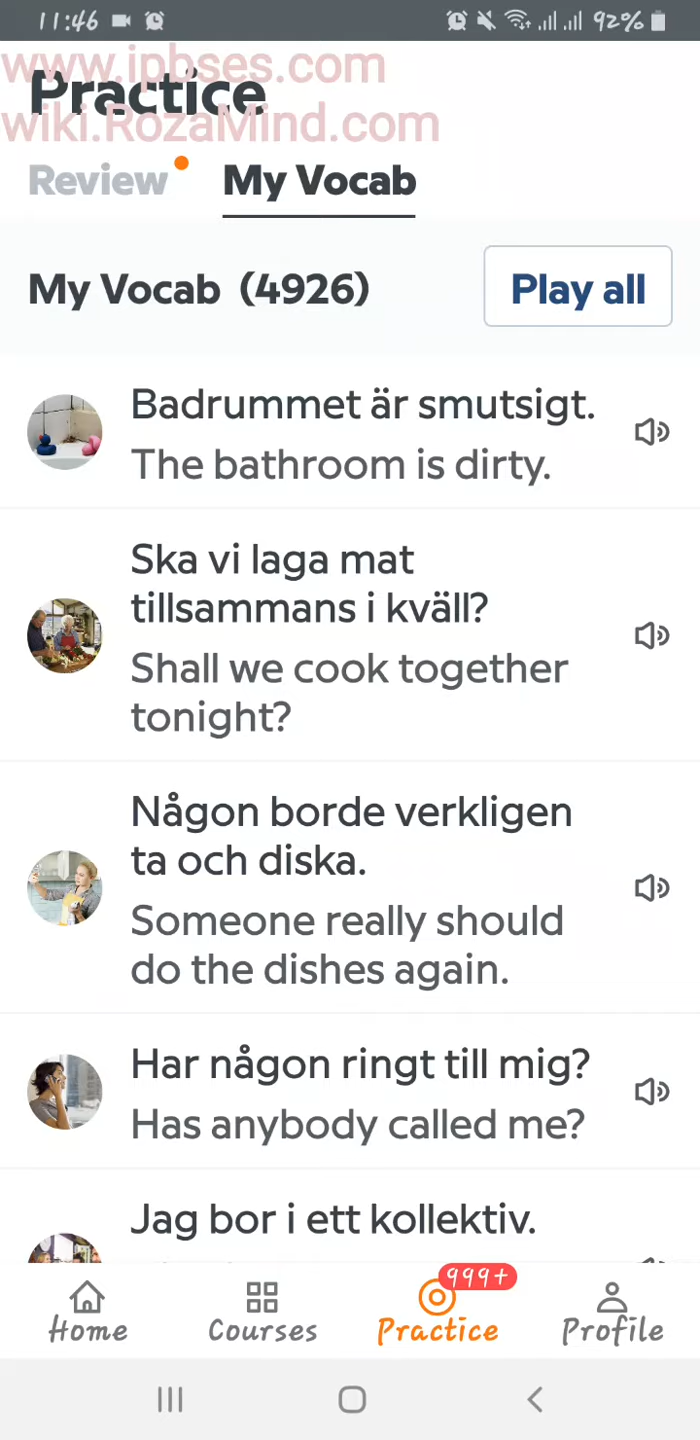 11:46
92%
www.ipbses.com
Practice
wiki.RozaMind.com
Review
My Vocab
My Vocab (4926)
Play all
Badrummet är smutsigt.
The bathroom is dirty.
Ska vi laga mat
tillsammans i kväll?
Shall we cook together
tonight?
Någon borde verkligen
ta och diska.
Someone really should
do the dishes again.
Har någon ringt till mig?
Has anybody called me?
Jag bor i ett kollektiv.
999+
Home
Courses
Practice
Profile